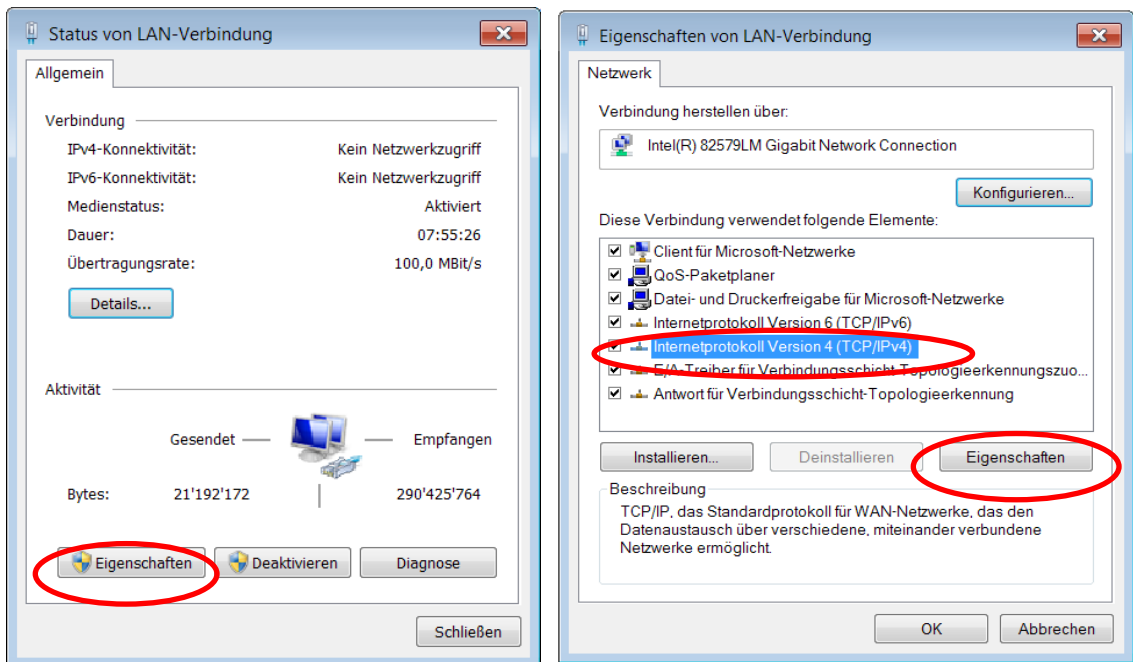 Status von LAN-Verbindung
Allgemein
Verbindung
IPv4-Konnektivität: Kein Netzwerkzugriff
IPv6-Konnektivität: Kein Netzwerkzugriff
Medienstatus: Aktiviert
Dauer: 07:55:26
Übertragungsrate: 100,0 MBit/s
Details...
Aktivität
Gesendet Empfangen
Bytes: 21'192'172 290'425'764
Eigenschaften Deaktivieren Diagnose
Schließen
Eigenschaften von LAN-Verbindung
Netzwerk
Verbindung herstellen über:
Intel(R) 82579LM Gigabit Network Connection
Konfigurieren...
Diese Verbindung verwendet folgende Elemente:
Client für Microsoft-Netzwerke
QoS-Paketplaner
Datei- und Druckerfreigabe für Microsoft-Netzwerke
Internetprotokoll Version 6 (TCP/IPv6)
Internetprotokoll Version 4 (TCP/IPv4)
E/A-Treiber für Verbindungsschicht-Topologieerkennungszuo...
Antwort für Verbindungsschicht-Topologieerkennung
Installieren... Deinstallieren Eigenschaften
Beschreibung
TCP/IP, das Standardprotokoll für WAN-Netzwerke, das den
Datenaustausch über verschiedene, miteinander verbundene
Netzwerke ermöglicht.
OK Abbrechen